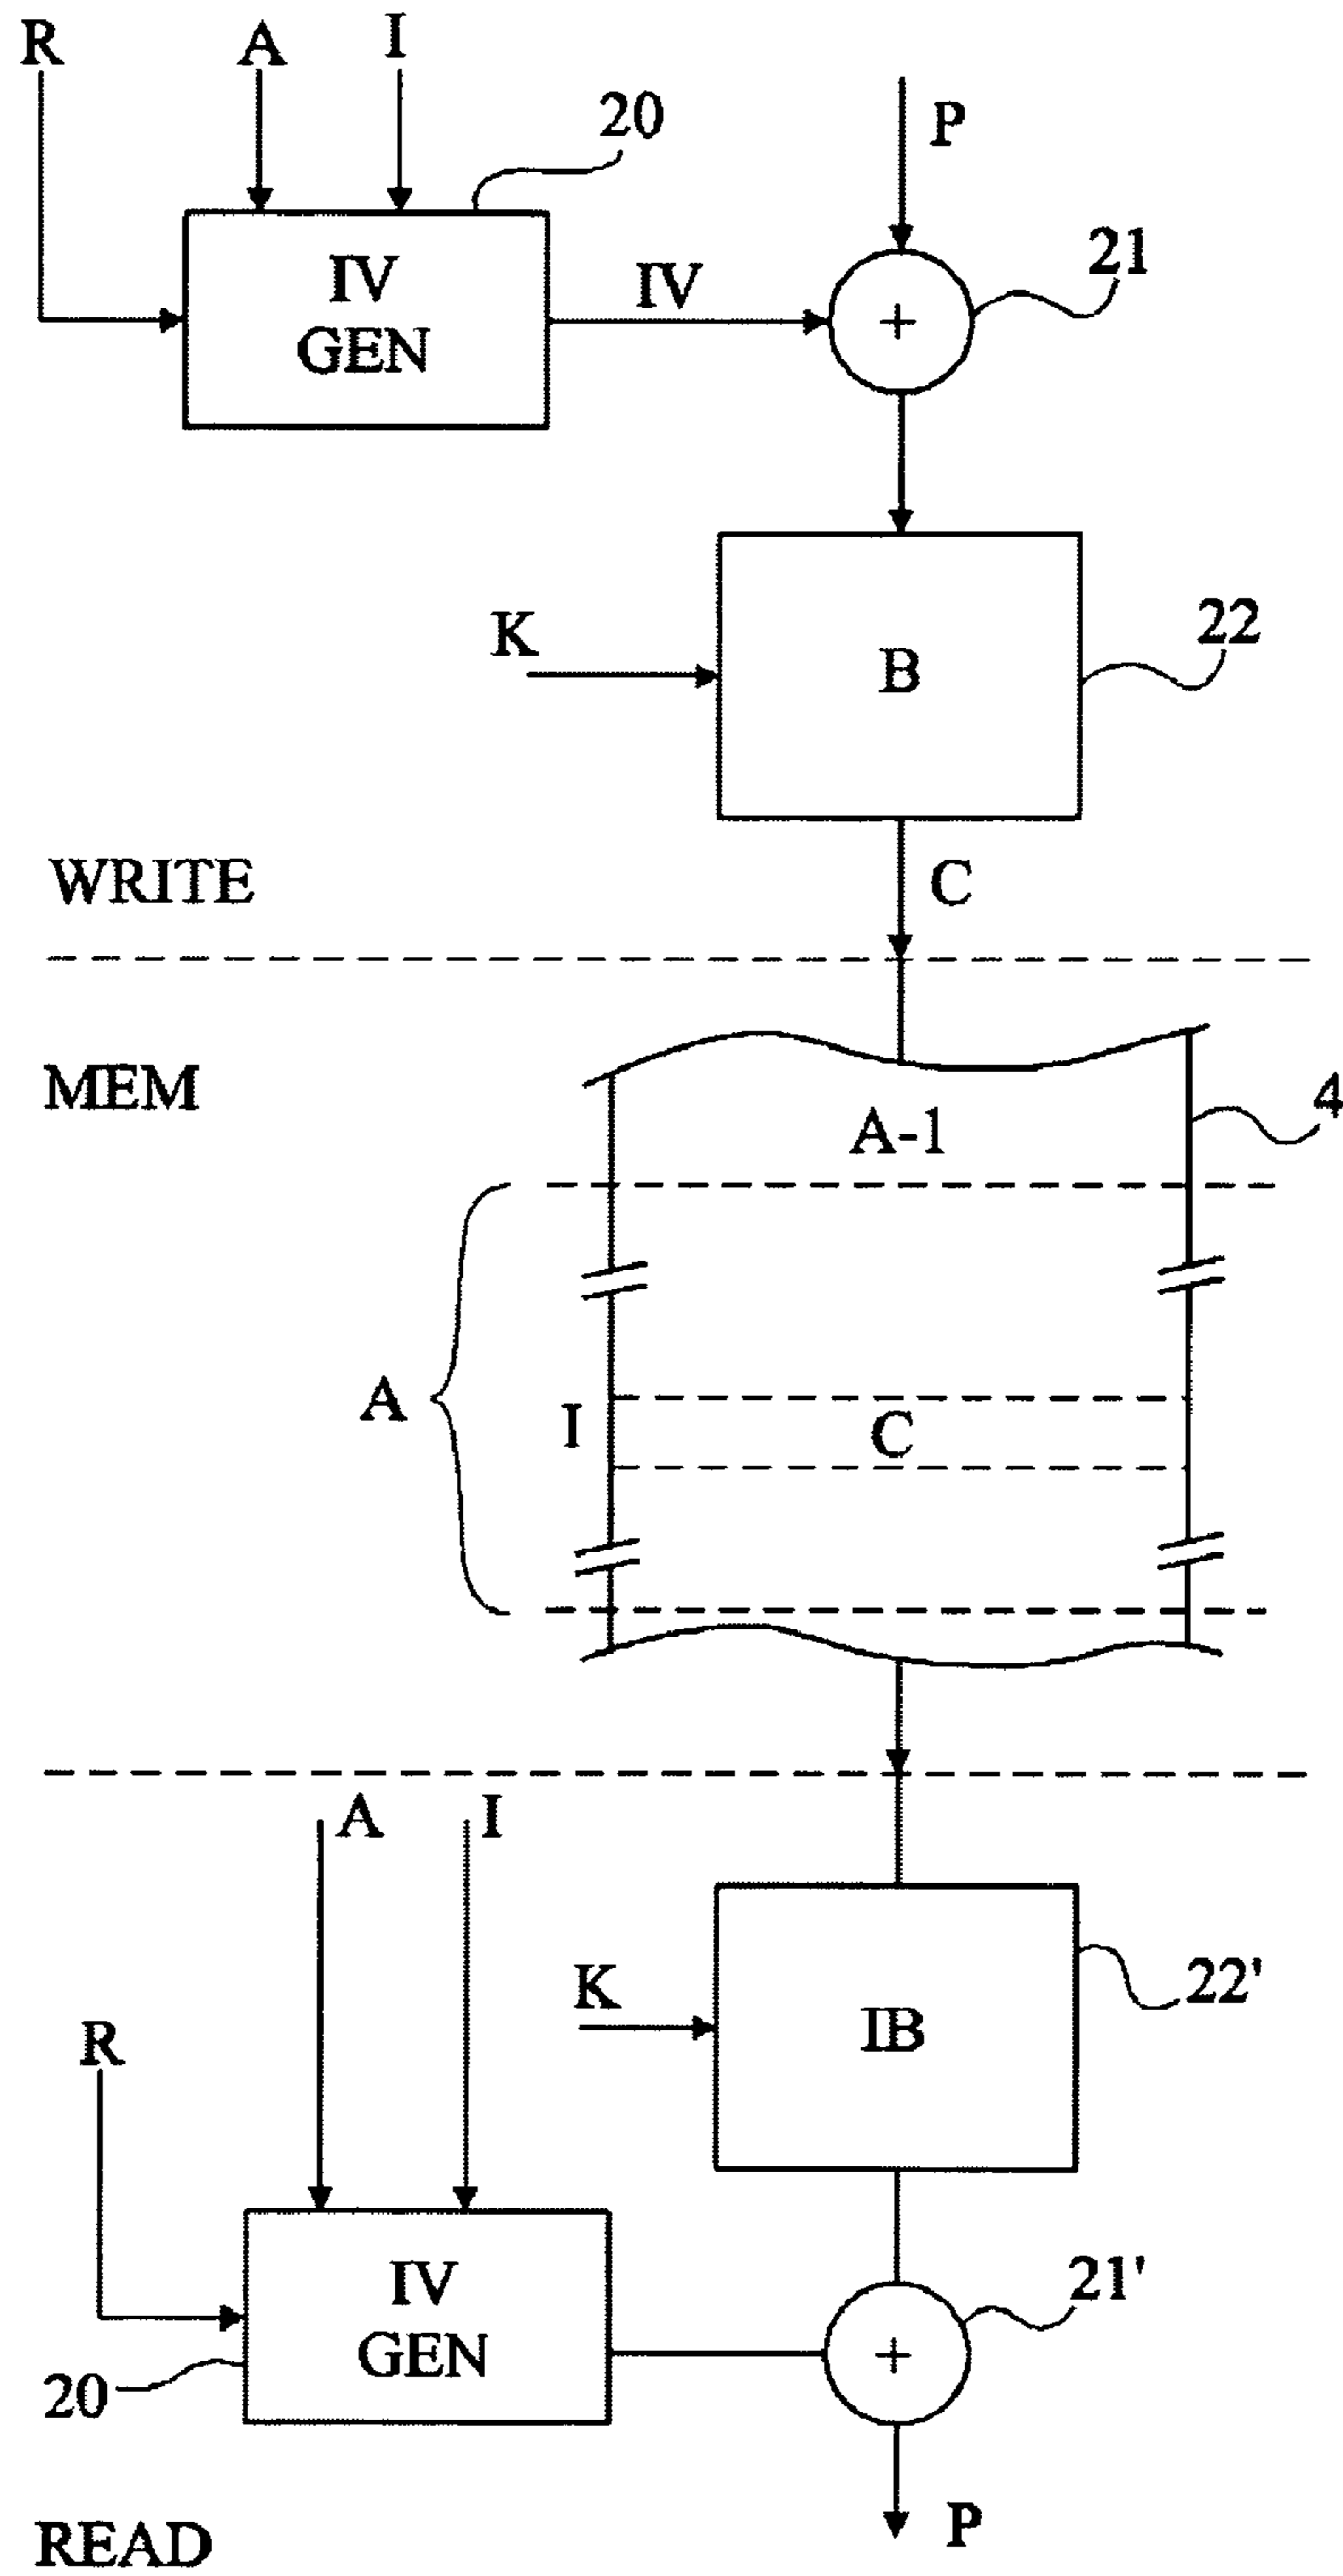 R
A
I
20
P
21
IV
GEN
IV
+
K
B
22
WRITE
C
MEM
A-1
4
A
I
C
A
I
K
IB
22'
R
IV
GEN
20
+
21'
P
READ